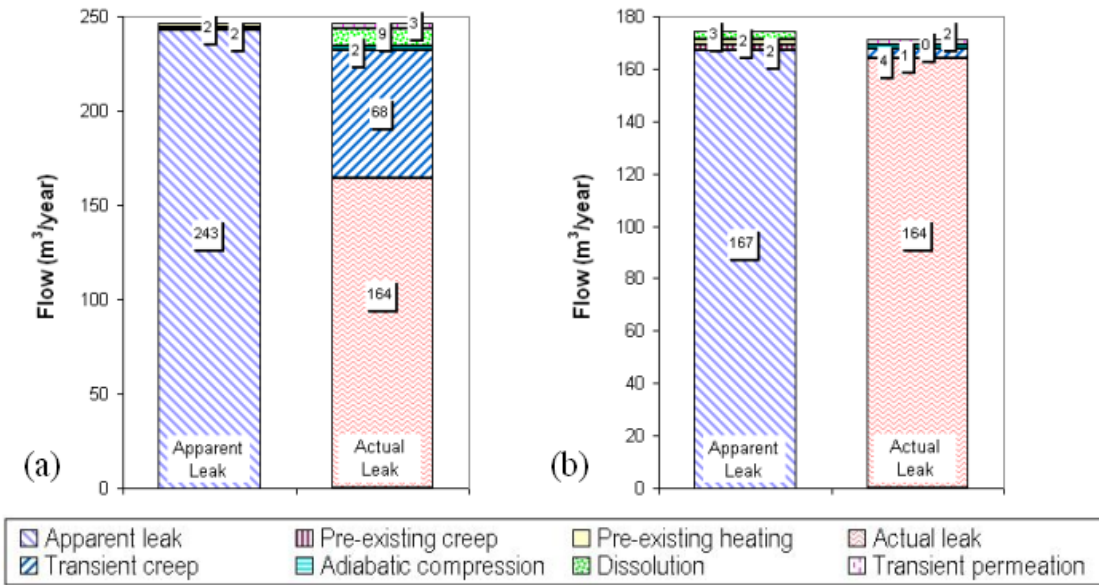 250
200
150
100
50
0
Flow (m³/year)
2
2
243
Apparent
Leak
3
9
2
68
164
Actual
Leak
(a)
180
160
140
120
100
80
60
40
20
0
Flow (m³/year)
3
2
2
167
Apparent
Leak
2
0
1
4
164
Actual
Leak
(b)
Apparent leak
Pre-existing creep
Pre-existing heating
Actual leak
Transient creep
Adiabatic compression
Dissolution
Transient permeation